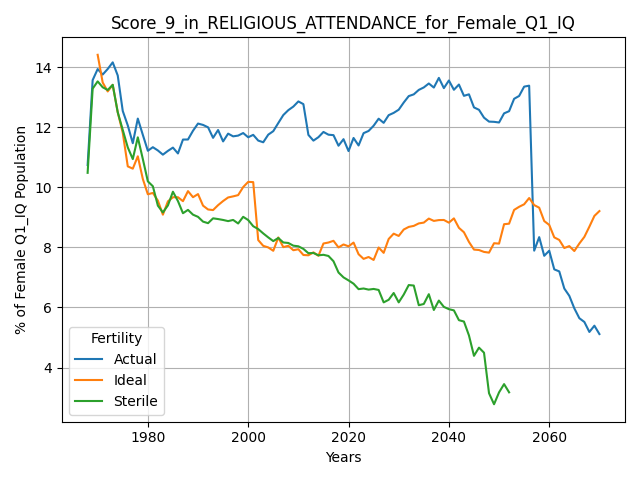 Score_9_in_RELIGIOUS_ATTENDANCE_for_Female_Q1_IQ
% of Female Q1_IQ Population
14
12
10
8
6
4
Fertility
Actual
Ideal
Sterile
1980 2000 2020 2040 2060
Years